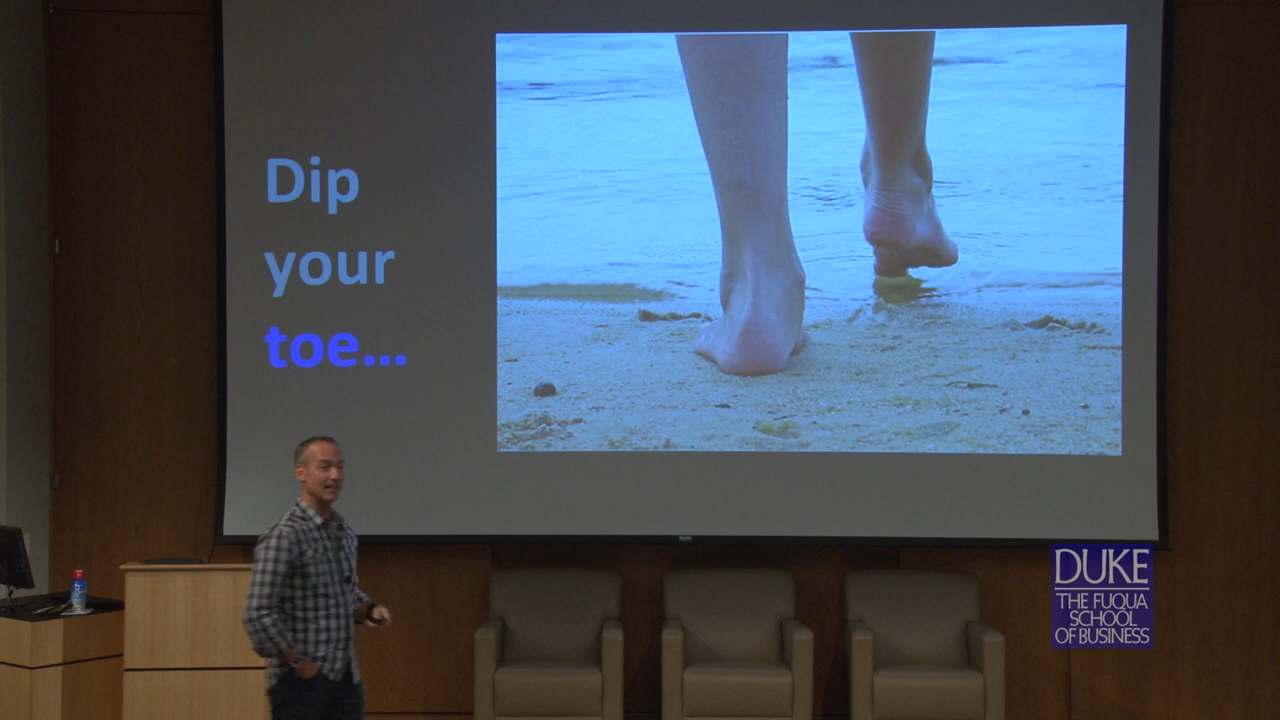 Dip
your
toe...
DUKE
THE FUQUA
SCHOOL
OF BUSINESS